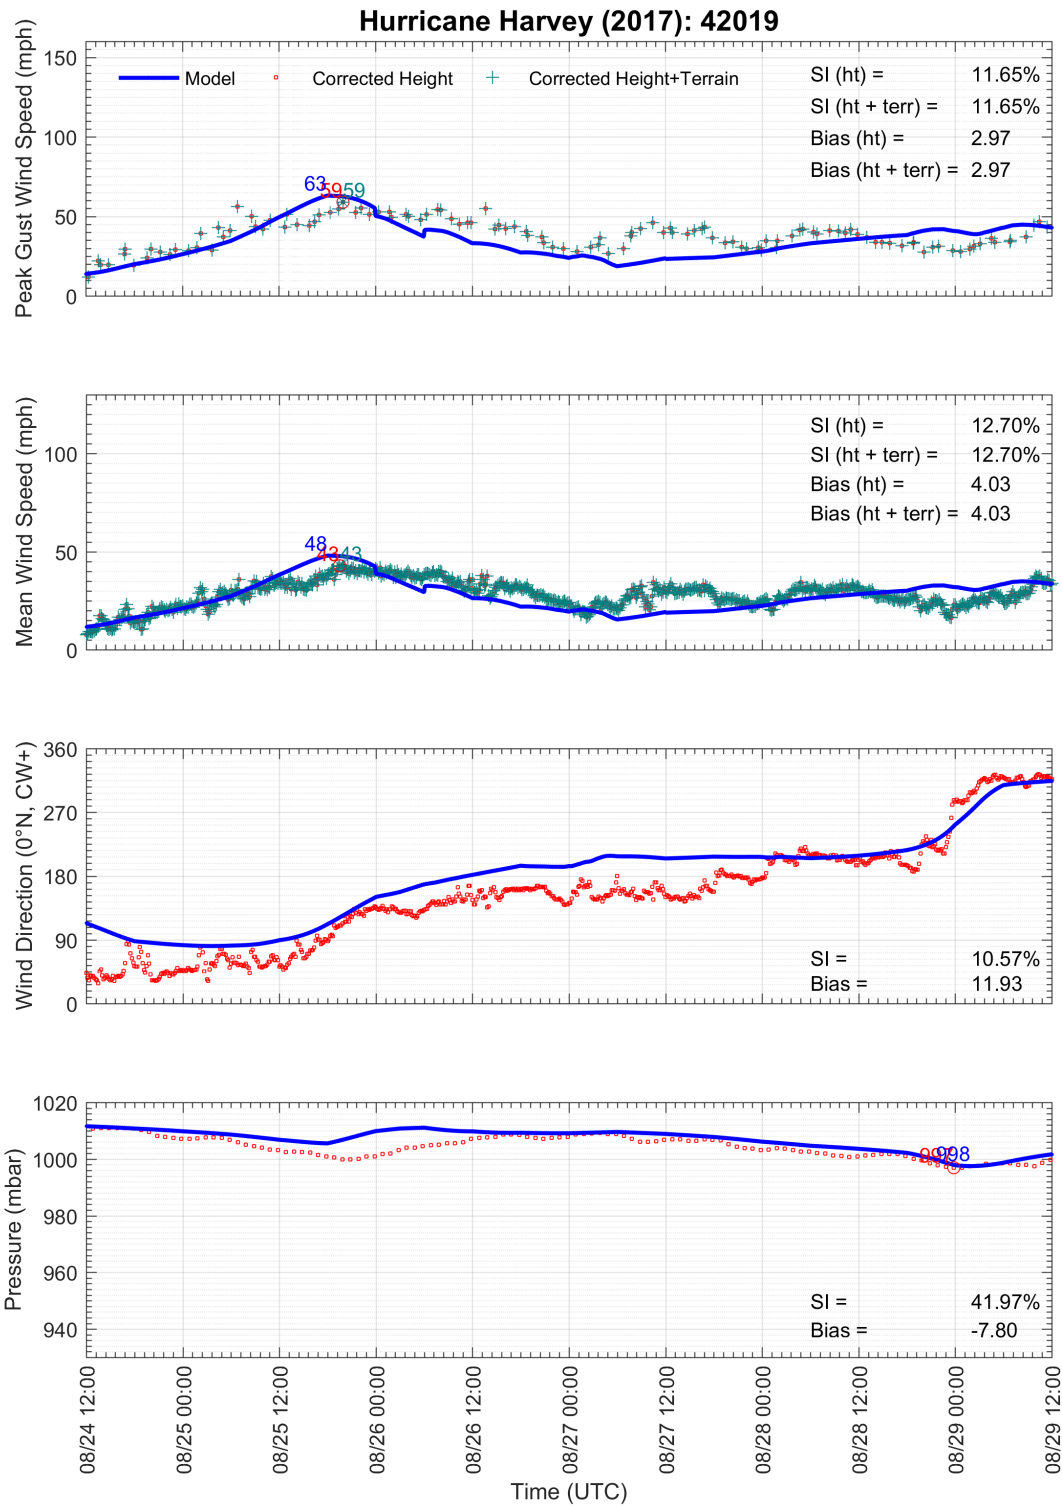 Hurricane Harvey (2017): 42019
Peak Gust Wind Speed (mph)
150
100
50
0
Model
Corrected Height
Corrected Height+Terrain
SI (ht) = 11.65%
SI (ht + terr) = 11.65%
Bias (ht) = 2.97
Bias (ht + terr) = 2.97
63
59
59
Mean Wind Speed (mph)
100
50
0
SI (ht) = 12.70%
SI (ht + terr) = 12.70%
Bias (ht) = 4.03
Bias (ht + terr) = 4.03
48
43
43
Wind Direction (0°N, CW+)
360
270
180
90
0
SI = 10.57%
Bias = 11.93
Pressure (mbar)
1020
1000
980
960
940
998
SI = 41.97%
Bias = -7.80
08/24 12:00
08/25 00:00
08/25 12:00
08/26 00:00
08/26 12:00
08/27 00:00
08/27 12:00
08/28 00:00
08/28 12:00
08/29 00:00
08/29 12:00
Time (UTC)